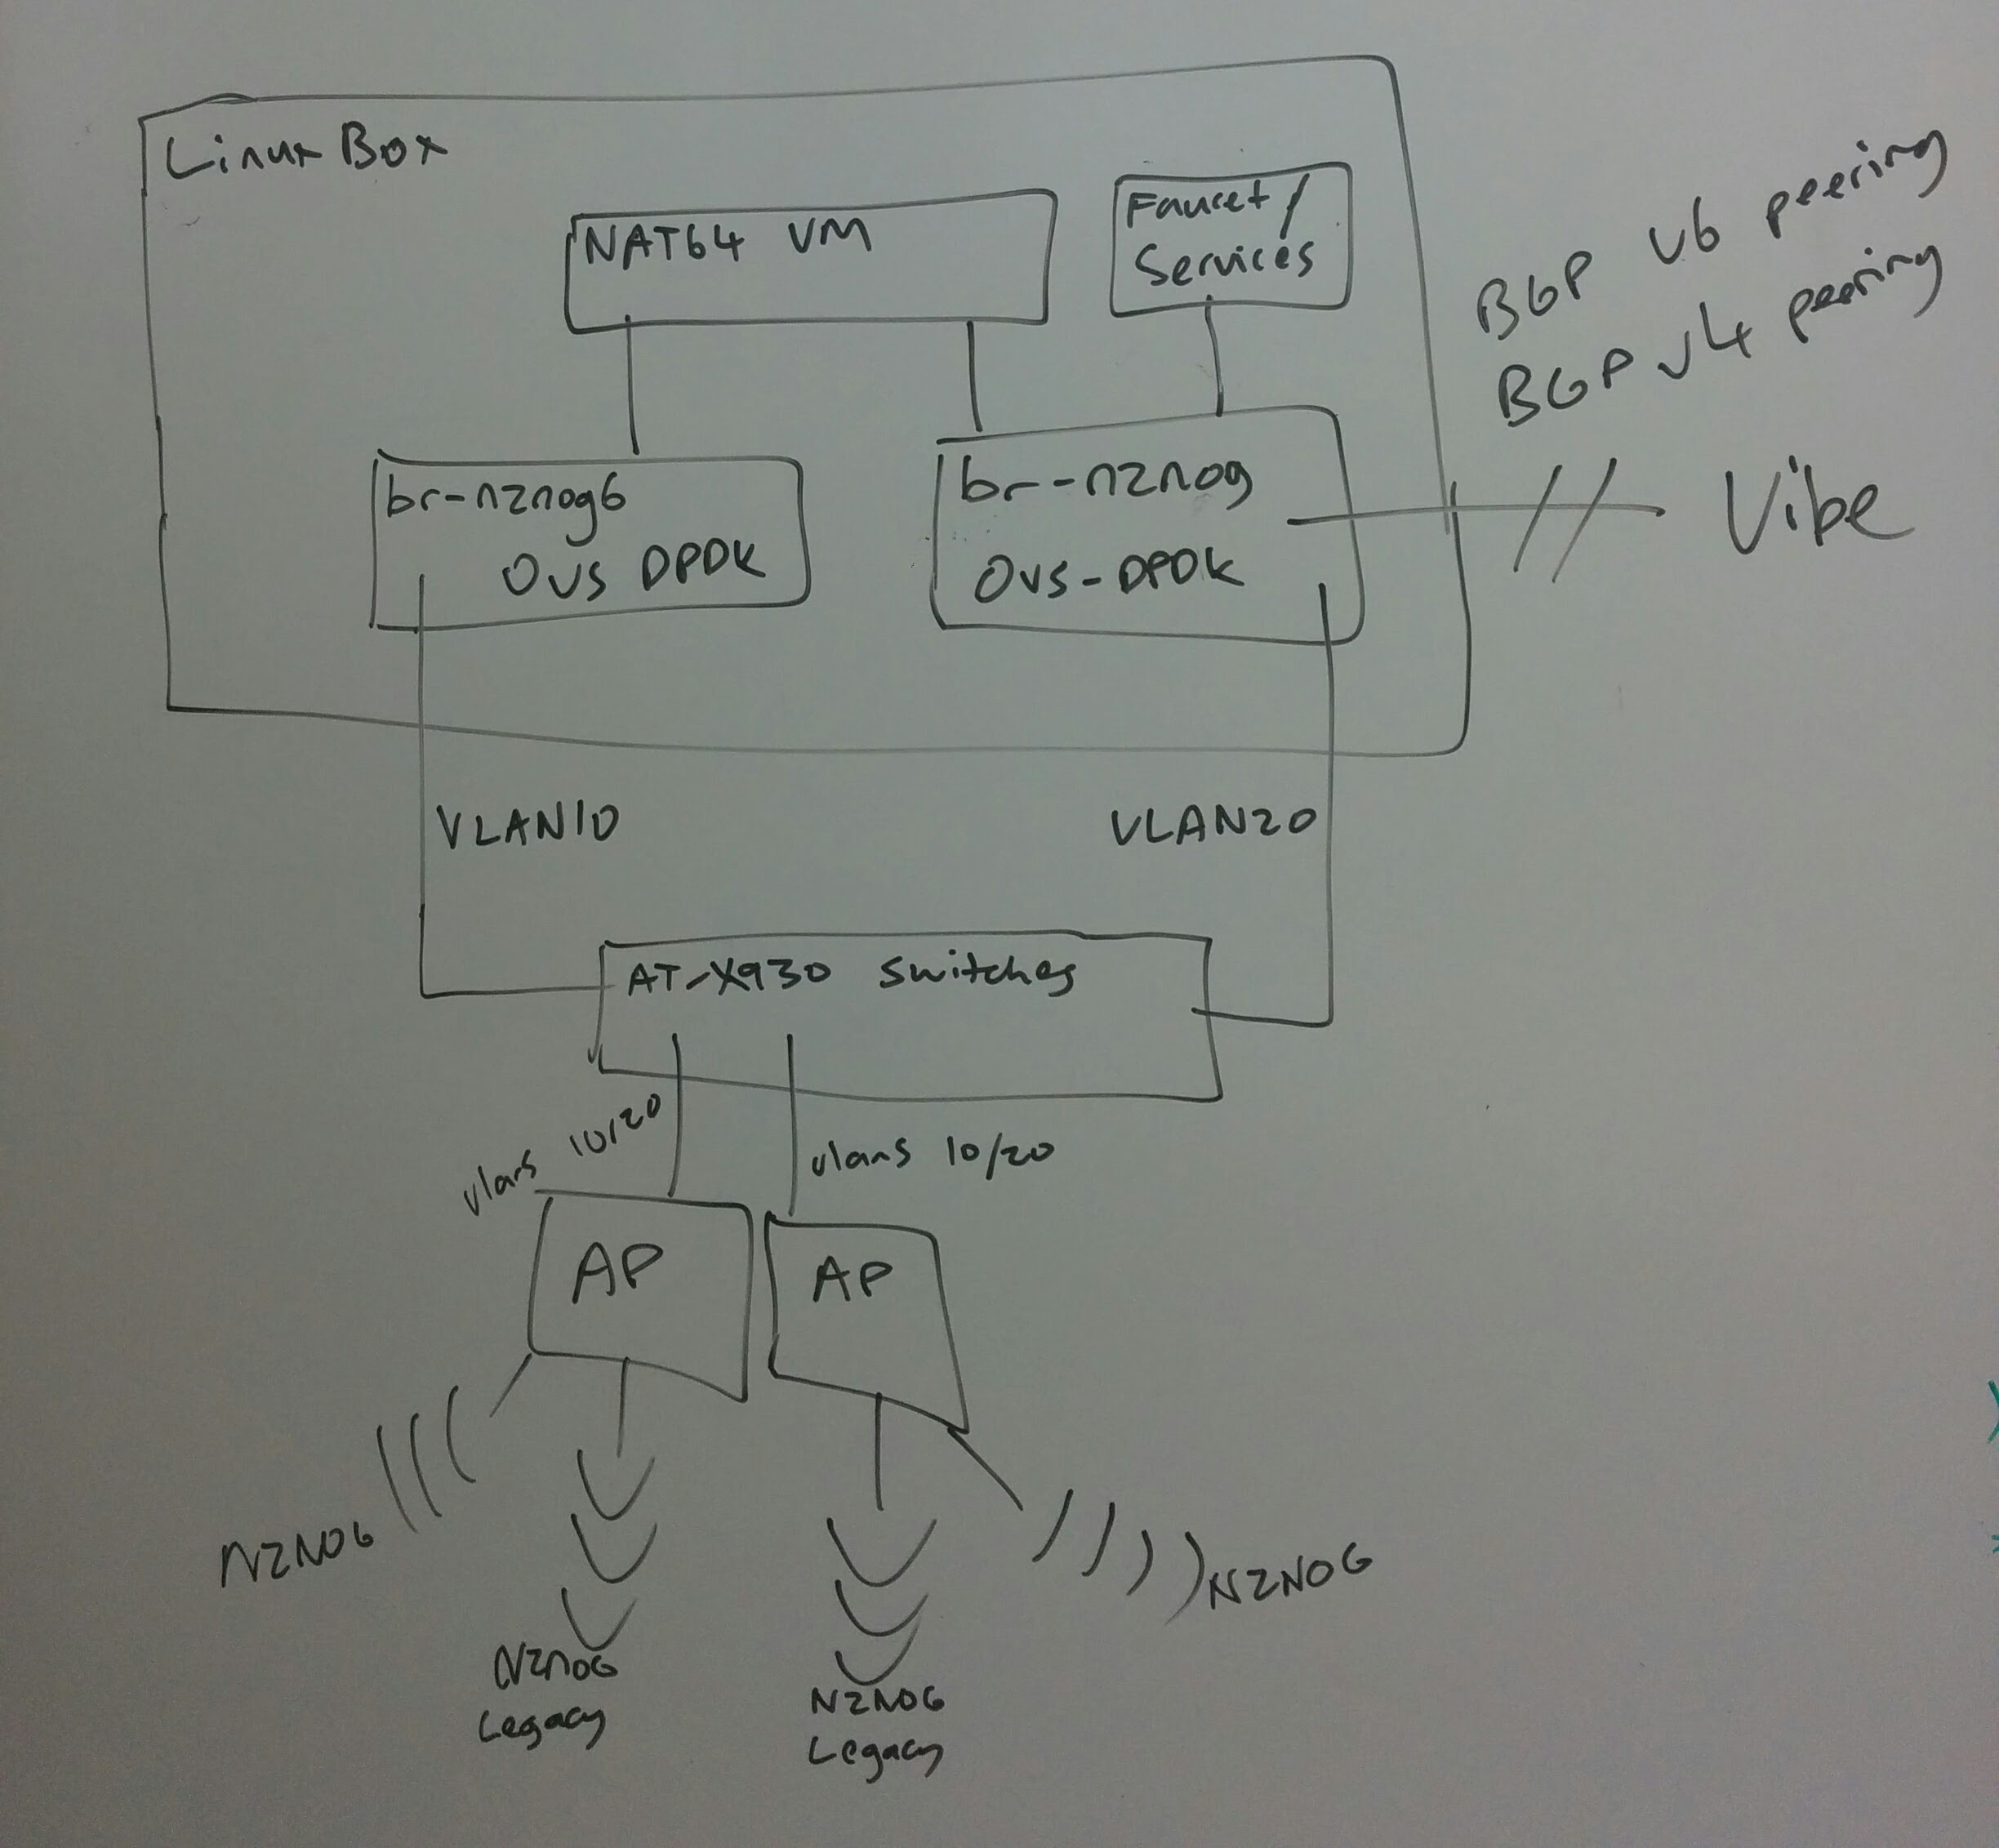 Linux Box
NAT64 VM
Faucet/
Services
BGP v6 peering
BGP v4 peering
br-nznog6
OVS DPDK
br-nznog
OVS-DPDK
Vibe
VLAN10
VLAN20
AT-X930 Switches
vlans 10/20
vlans 10/20
AP
AP
NZNOG
NZNOG
NZNOG
Legacy
NZNOG
Legacy